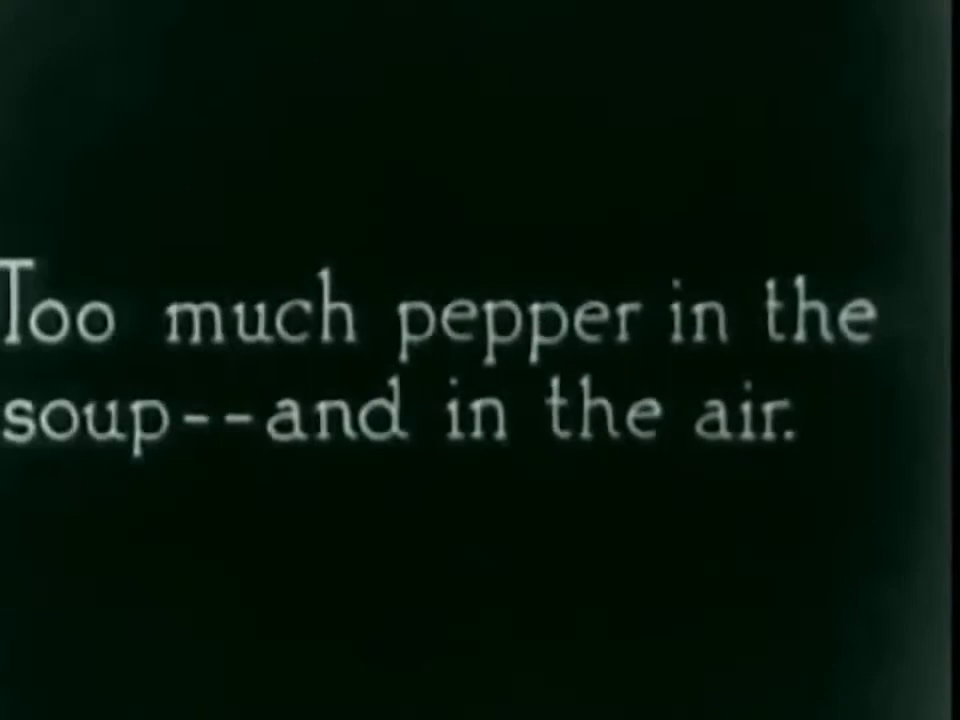 Too much pepper in the
soup--and in the air.